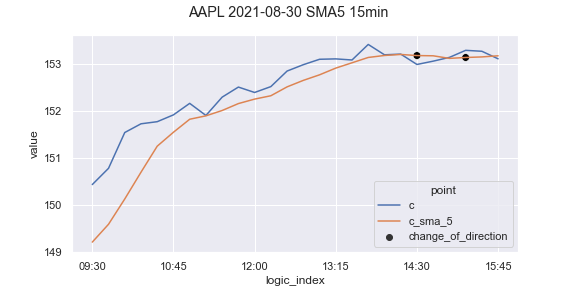 AAPL 2021-08-30 SMA5 15min
153
152
151
150
149
value
09:30 10:45 12:00 13:15 14:30 15:45
logic_index
point
c
c_sma_5
change_of_direction